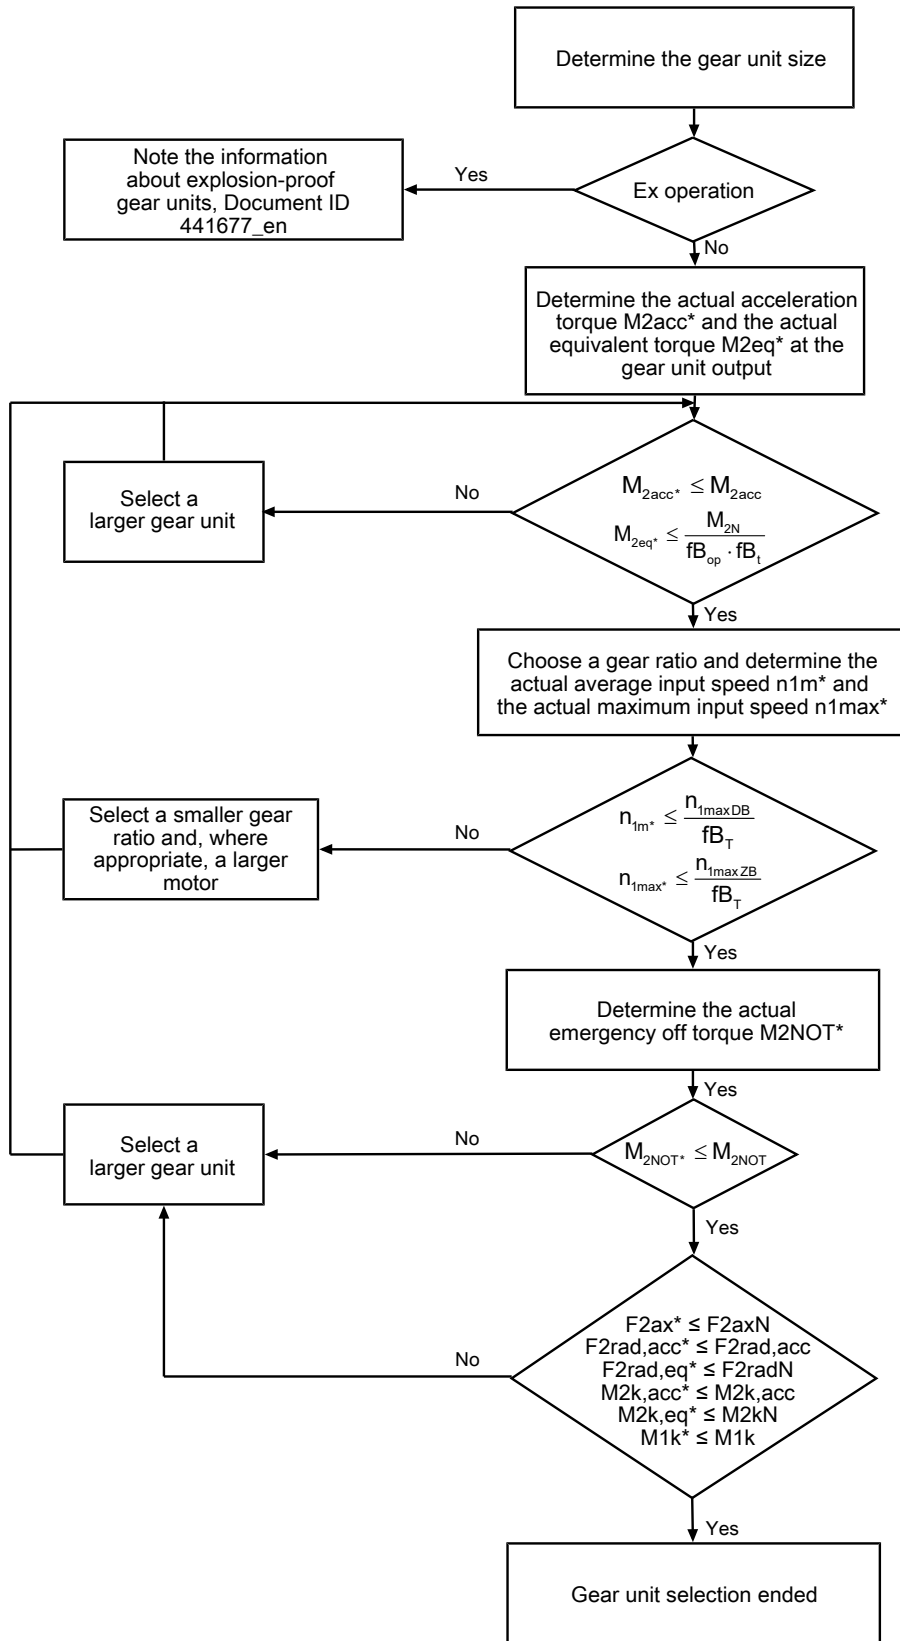 Determine the gear unit size
Note the information
about explosion-proof
gear units, Document ID
441677_en
Yes
Ex operation
No
Determine the actual acceleration
torque M2acc* and the actual
equivalent torque M2eq* at the
gear unit output
Select a
larger gear unit
No
M2acc* ≤ M2acc
M2eq* ≤ M2N / fBop · fBt
Yes
Choose a gear ratio and determine the
actual average input speed n1m* and
the actual maximum input speed n1max*
Select a smaller gear
ratio and, where
appropriate, a larger
motor
No
n1m* ≤ n1maxDB / fBT
n1max* ≤ n1maxZB / fBT
Yes
Determine the actual
emergency off torque M2NOT*
Yes
Select a
larger gear unit
No
M2NOT* ≤ M2NOT
Yes
No
F2ax* ≤ F2axN
F2rad,acc* ≤ F2rad,acc
F2rad,eq* ≤ F2radN
M2k,acc* ≤ M2k,acc
M2k,eq* ≤ M2kN
M1k* ≤ M1k
Yes
Gear unit selection ended